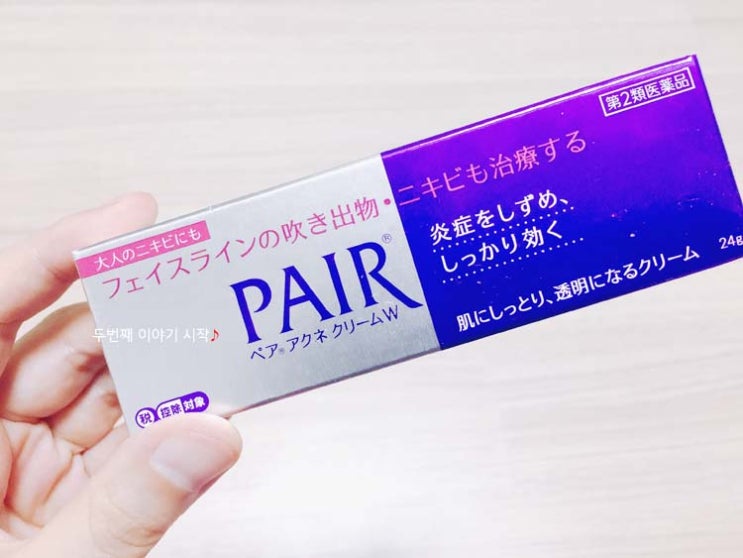 第2類医薬品
大人のニキビにも
フェイスラインの吹き出物・ニキビも治療する
PAIR®
ペア®アクネクリームW
炎症をしずめ、
しっかり効く
肌にしっとり、透明になるクリーム
24g
税 控除 対象
두번째 이야기 시작♪